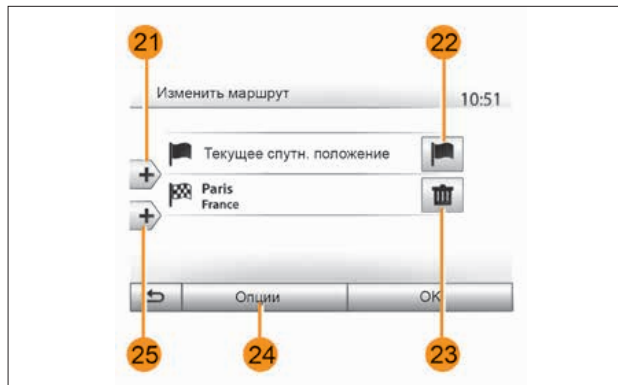 21
22
Изменить маршрут
10:51
Текущее спутн. положение
+
Paris
France
+
Опции
OK
25
24
23